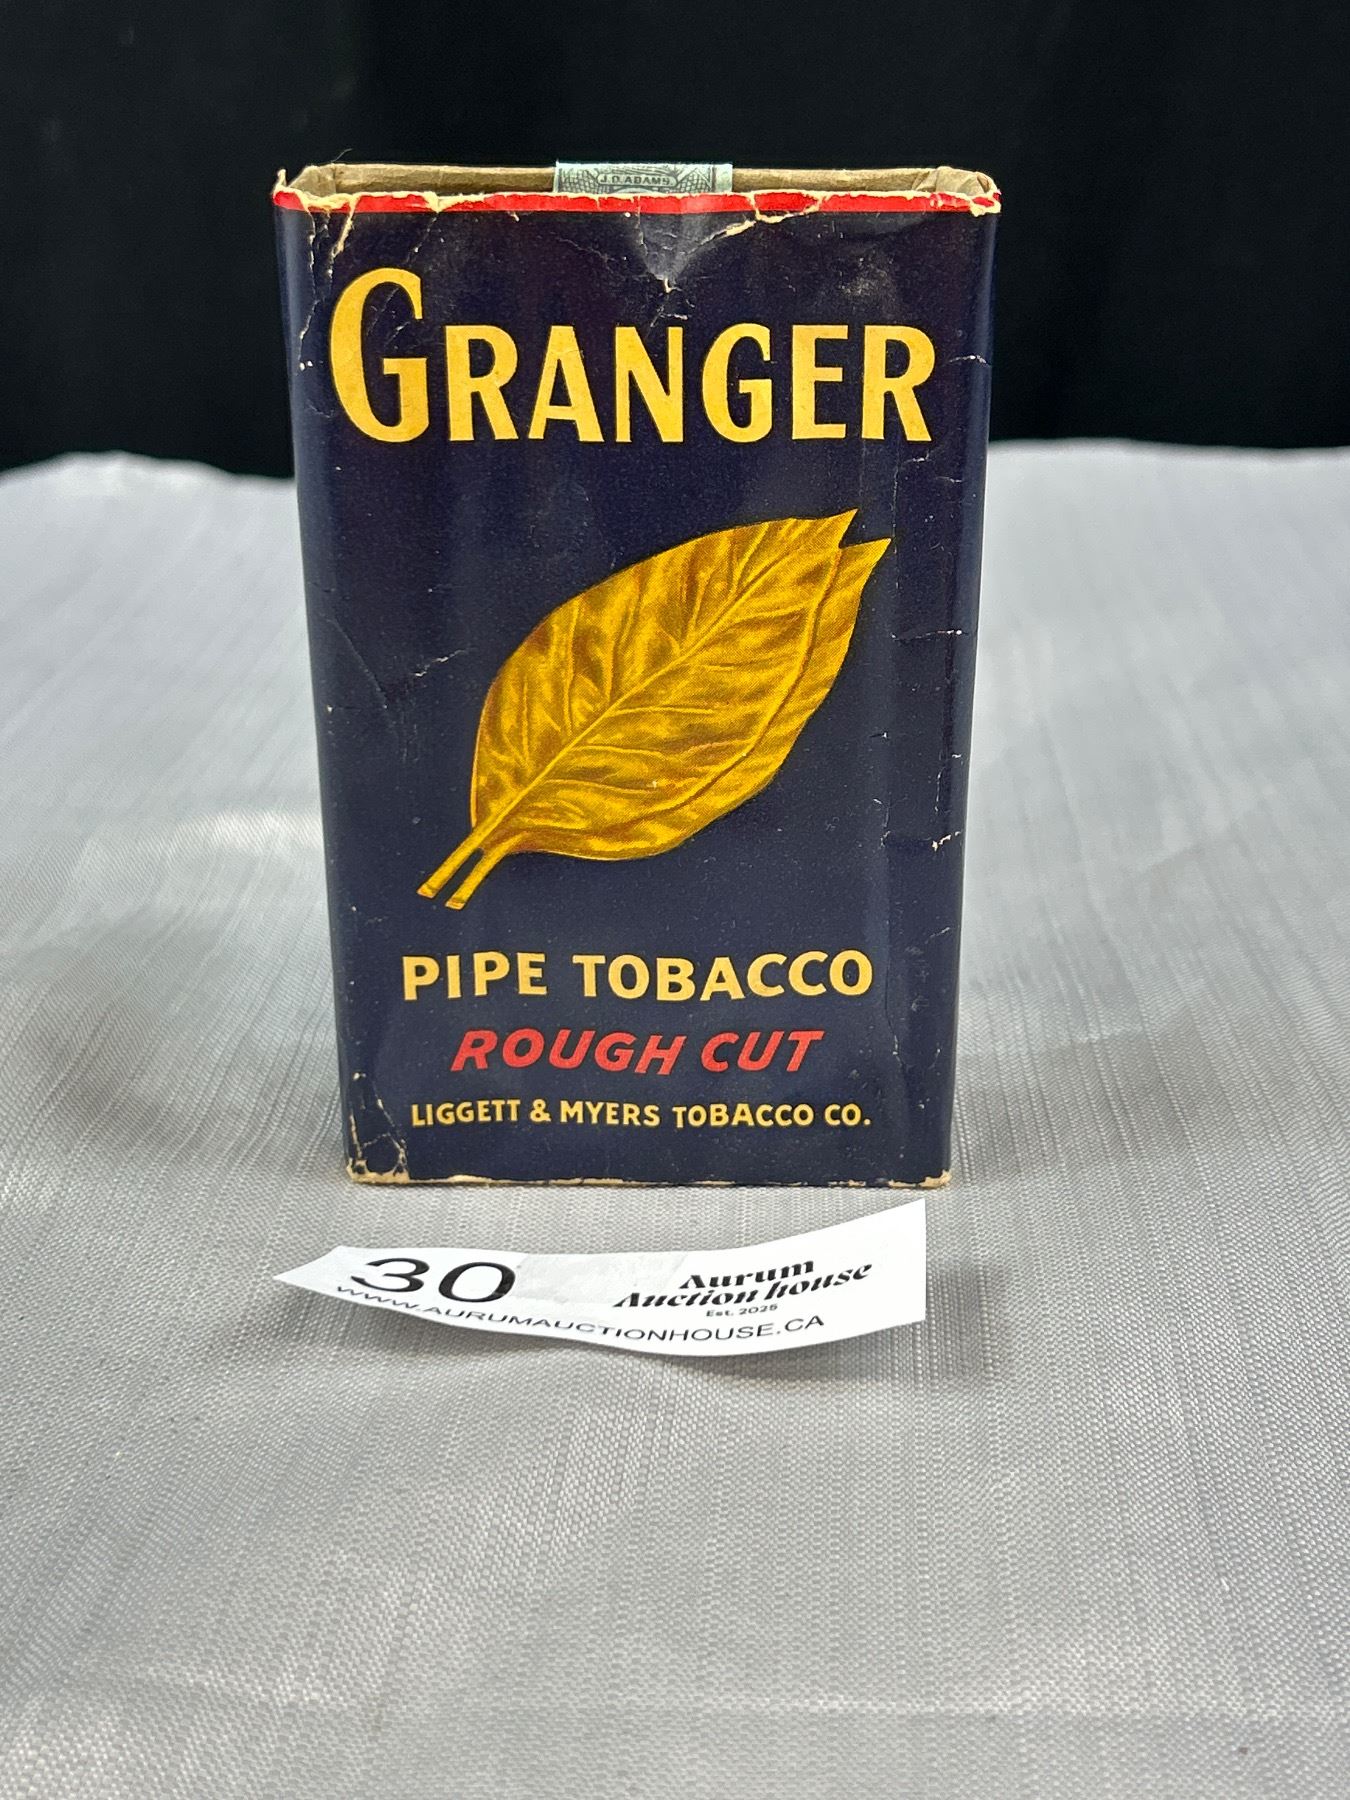 J.Q. ADAMS
GRANGER
PIPE TOBACCO
ROUGH CUT
LIGGETT & MYERS TOBACCO CO.
30
Aurum
Auction house
Est. 2025
WWW.AURUMAUCTIONHOUSE.CA